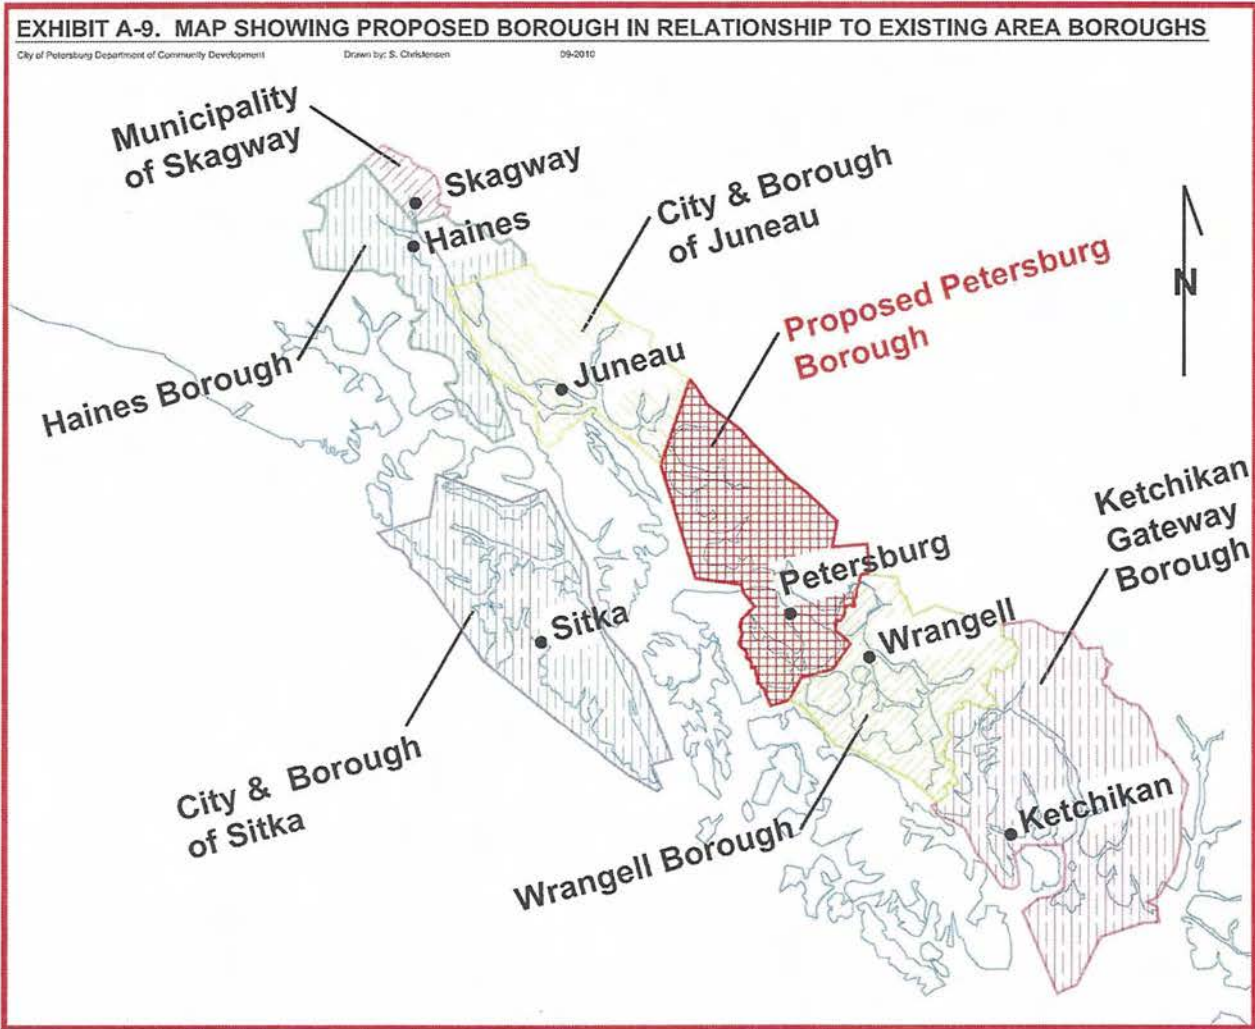 EXHIBIT A-9. MAP SHOWING PROPOSED BOROUGH IN RELATIONSHIP TO EXISTING AREA BOROUGHS
City of Petersburg Department of Community Development Drawn by: S. Christensen 09-2010
Municipality
of Skagway
Skagway
Haines
City & Borough
of Juneau
Proposed Petersburg
Borough
N
Haines Borough
Juneau
Ketchikan
Gateway
Borough
Petersburg
Sitka
Wrangell
City & Borough
of Sitka
Wrangell Borough
Ketchikan